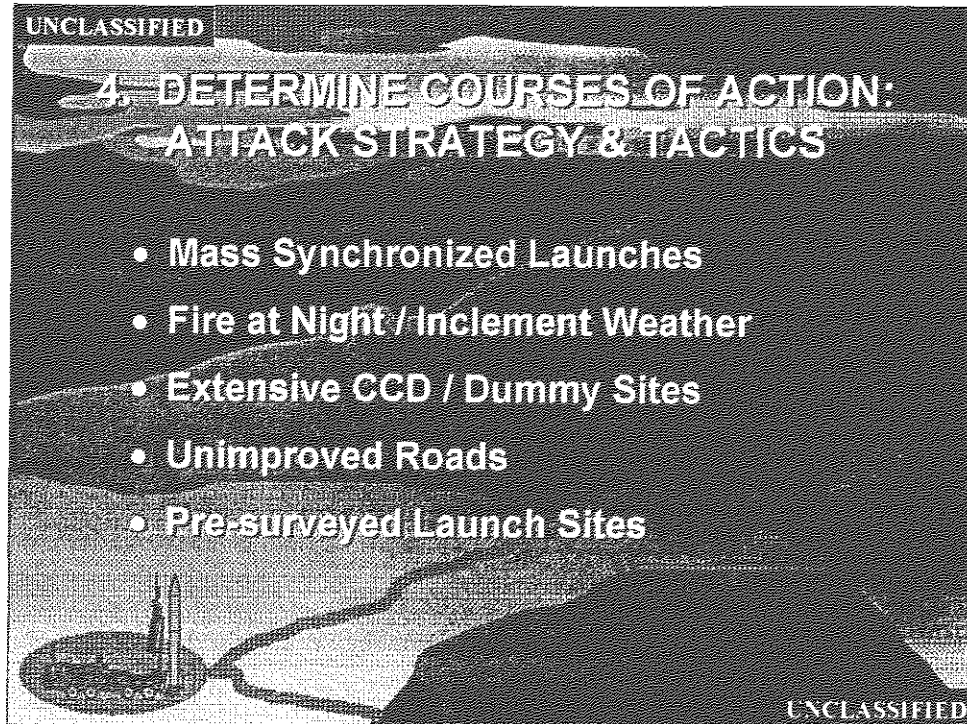 UNCLASSIFIED
4. DETERMINE COURSES OF ACTION:
ATTACK STRATEGY & TACTICS
• Mass Synchronized Launches
• Fire at Night / Inclement Weather
• Extensive CCD / Dummy Sites
• Unimproved Roads
• Pre-surveyed Launch Sites
UNCLASSIFIED